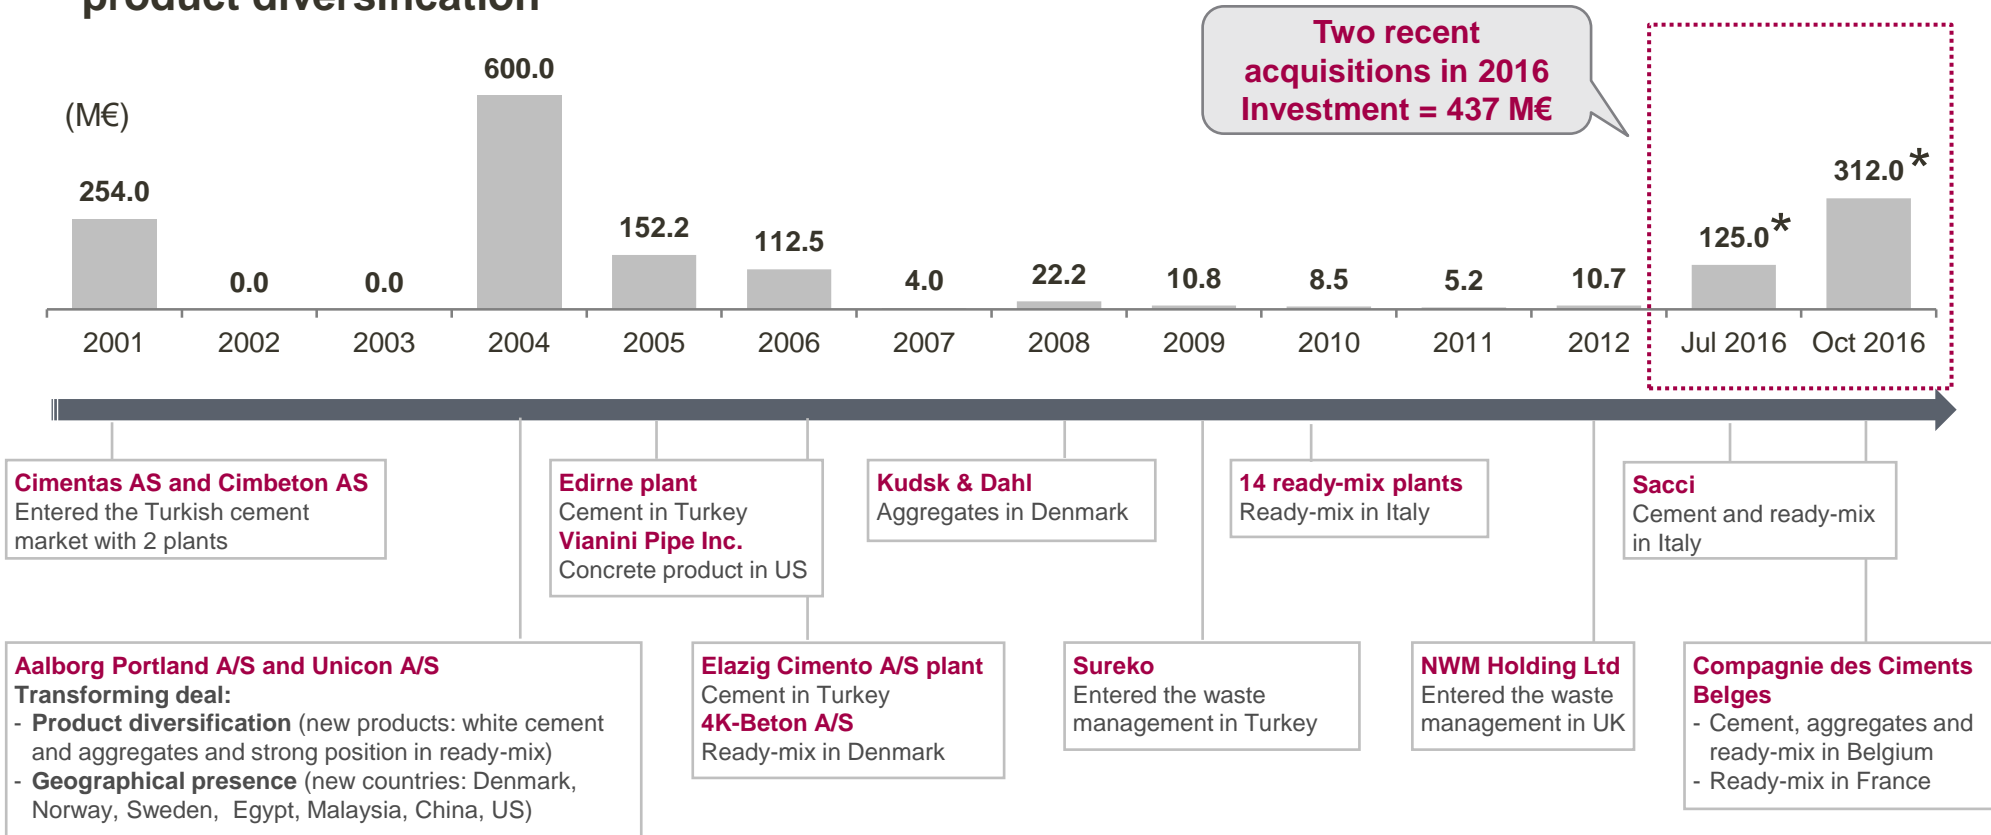 product diversification
Two recent
acquisitions in 2016
Investment = 437 M€
(M€)
254.0
0.0
0.0
600.0
152.2
112.5
4.0
22.2
10.8
8.5
5.2
10.7
125.0*
312.0*
2001
2002
2003
2004
2005
2006
2007
2008
2009
2010
2011
2012
Jul 2016
Oct 2016
Cimentas AS and Cimbeton AS
Entered the Turkish cement
market with 2 plants
Edirne plant
Cement in Turkey
Vianini Pipe Inc.
Concrete product in US
Kudsk & Dahl
Aggregates in Denmark
14 ready-mix plants
Ready-mix in Italy
Sacci
Cement and ready-mix
in Italy
Aalborg Portland A/S and Unicon A/S
Transforming deal:
- Product diversification (new products: white cement
and aggregates and strong position in ready-mix)
- Geographical presence (new countries: Denmark,
Norway, Sweden, Egypt, Malaysia, China, US)
Elazig Cimento A/S plant
Cement in Turkey
4K-Beton A/S
Ready-mix in Denmark
Sureko
Entered the waste
management in Turkey
NWM Holding Ltd
Entered the waste
management in UK
Compagnie des Ciments
Belges
- Cement, aggregates and
ready-mix in Belgium
- Ready-mix in France